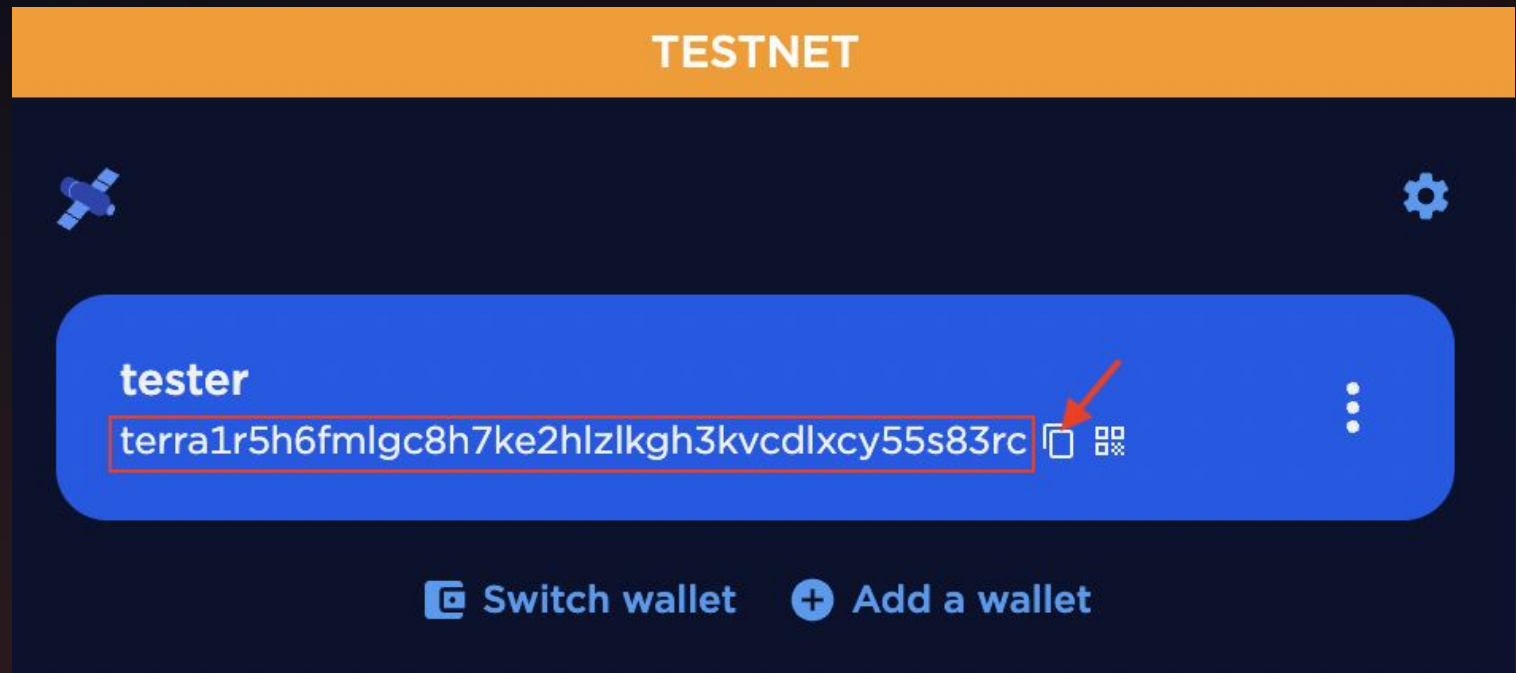 TESTNET
tester
terra1r5h6fmlgc8h7ke2hlzlkgh3kvcdlxcy55s83rc
Switch wallet
Add a wallet